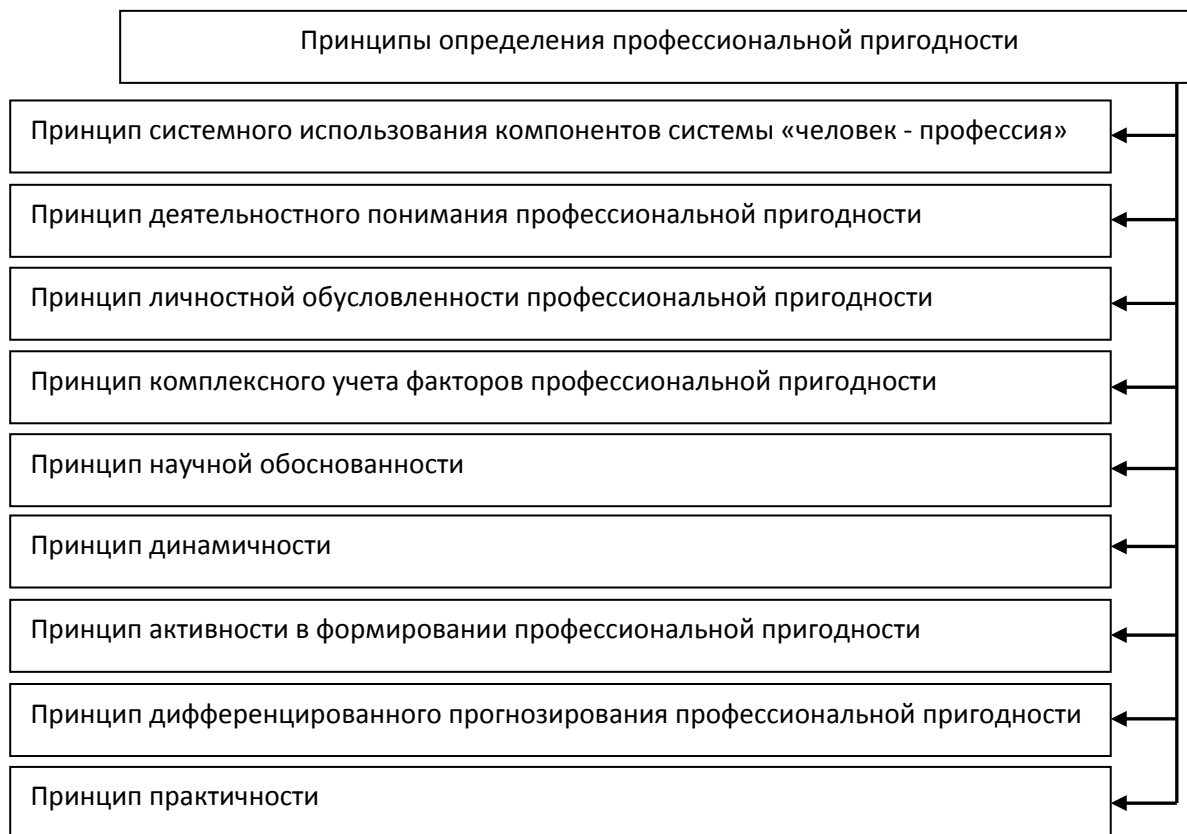 Принципы определения профессиональной пригодности
Принцип системного использования компонентов системы «человек - профессия»
Принцип деятельностного понимания профессиональной пригодности
Принцип личностной обусловленности профессиональной пригодности
Принцип комплексного учета факторов профессиональной пригодности
Принцип научной обоснованности
Принцип динамичности
Принцип активности в формировании профессиональной пригодности
Принцип дифференцированного прогнозирования профессиональной пригодности
Принцип практичности